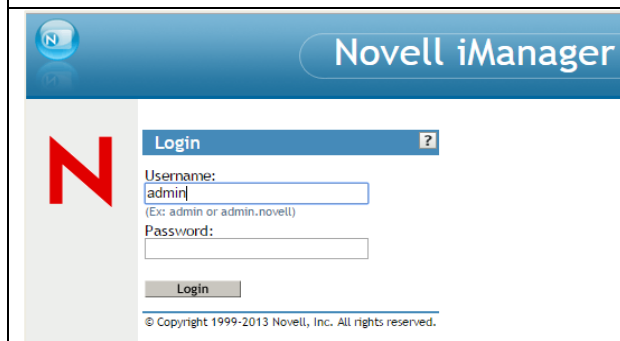 N
Novell iManager
N
Login ?
Username:
admin
(Ex: admin or admin.novell)
Password:
Login
© Copyright 1999-2013 Novell, Inc. All rights reserved.